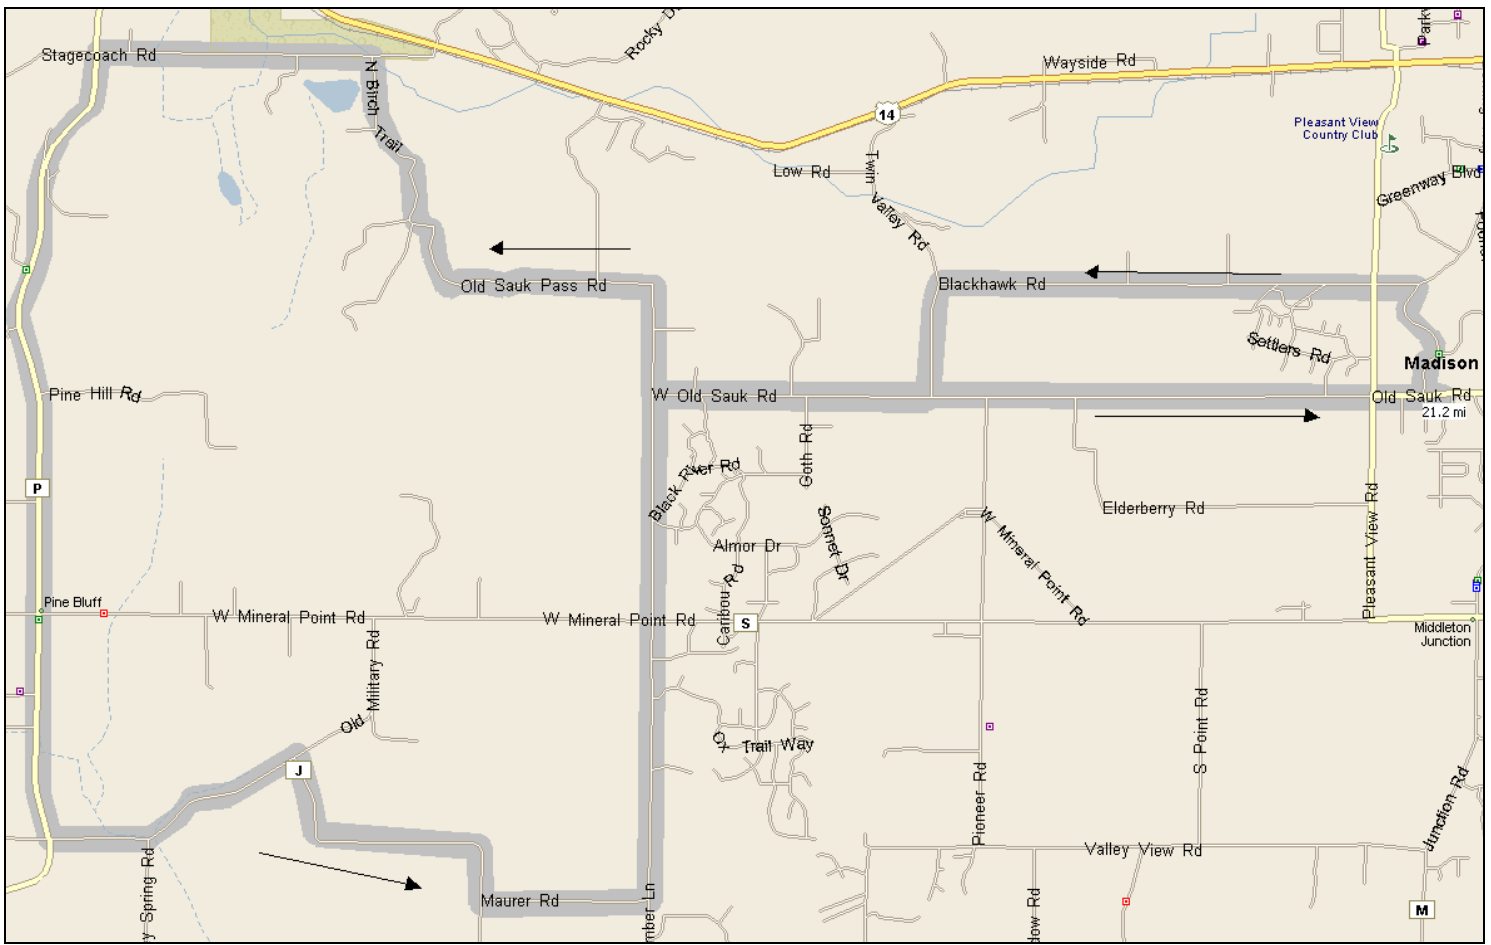 Rocky D
Parkw
Stagecoach Rd
Wayside Rd
N Birch
Trail
14
Pleasant View
Country Club
Low Rd
Twin
Valley Rd
Greenway Blvd
Old Sauk Pass Rd
Blackhawk Rd
Settlers Rd
Madison
Pine Hill Rd
W Old Sauk Rd
Old Sauk Rd
21.2 mi
Goth Rd
P
Elderberry Rd
Sonnet Dr
W Mineral Point Rd
Pleasant View Rd
Almor Dr
Caribou Rd
Pine Bluff
W Mineral Point Rd
W Mineral Point Rd
S
Middleton
Junction
Old Military Rd
Ox Trail Way
S Point Rd
J
Pioneer Rd
Junction Rd
Valley View Rd
y Spring Rd
Maurer Rd
mber Ln
dow Rd
M